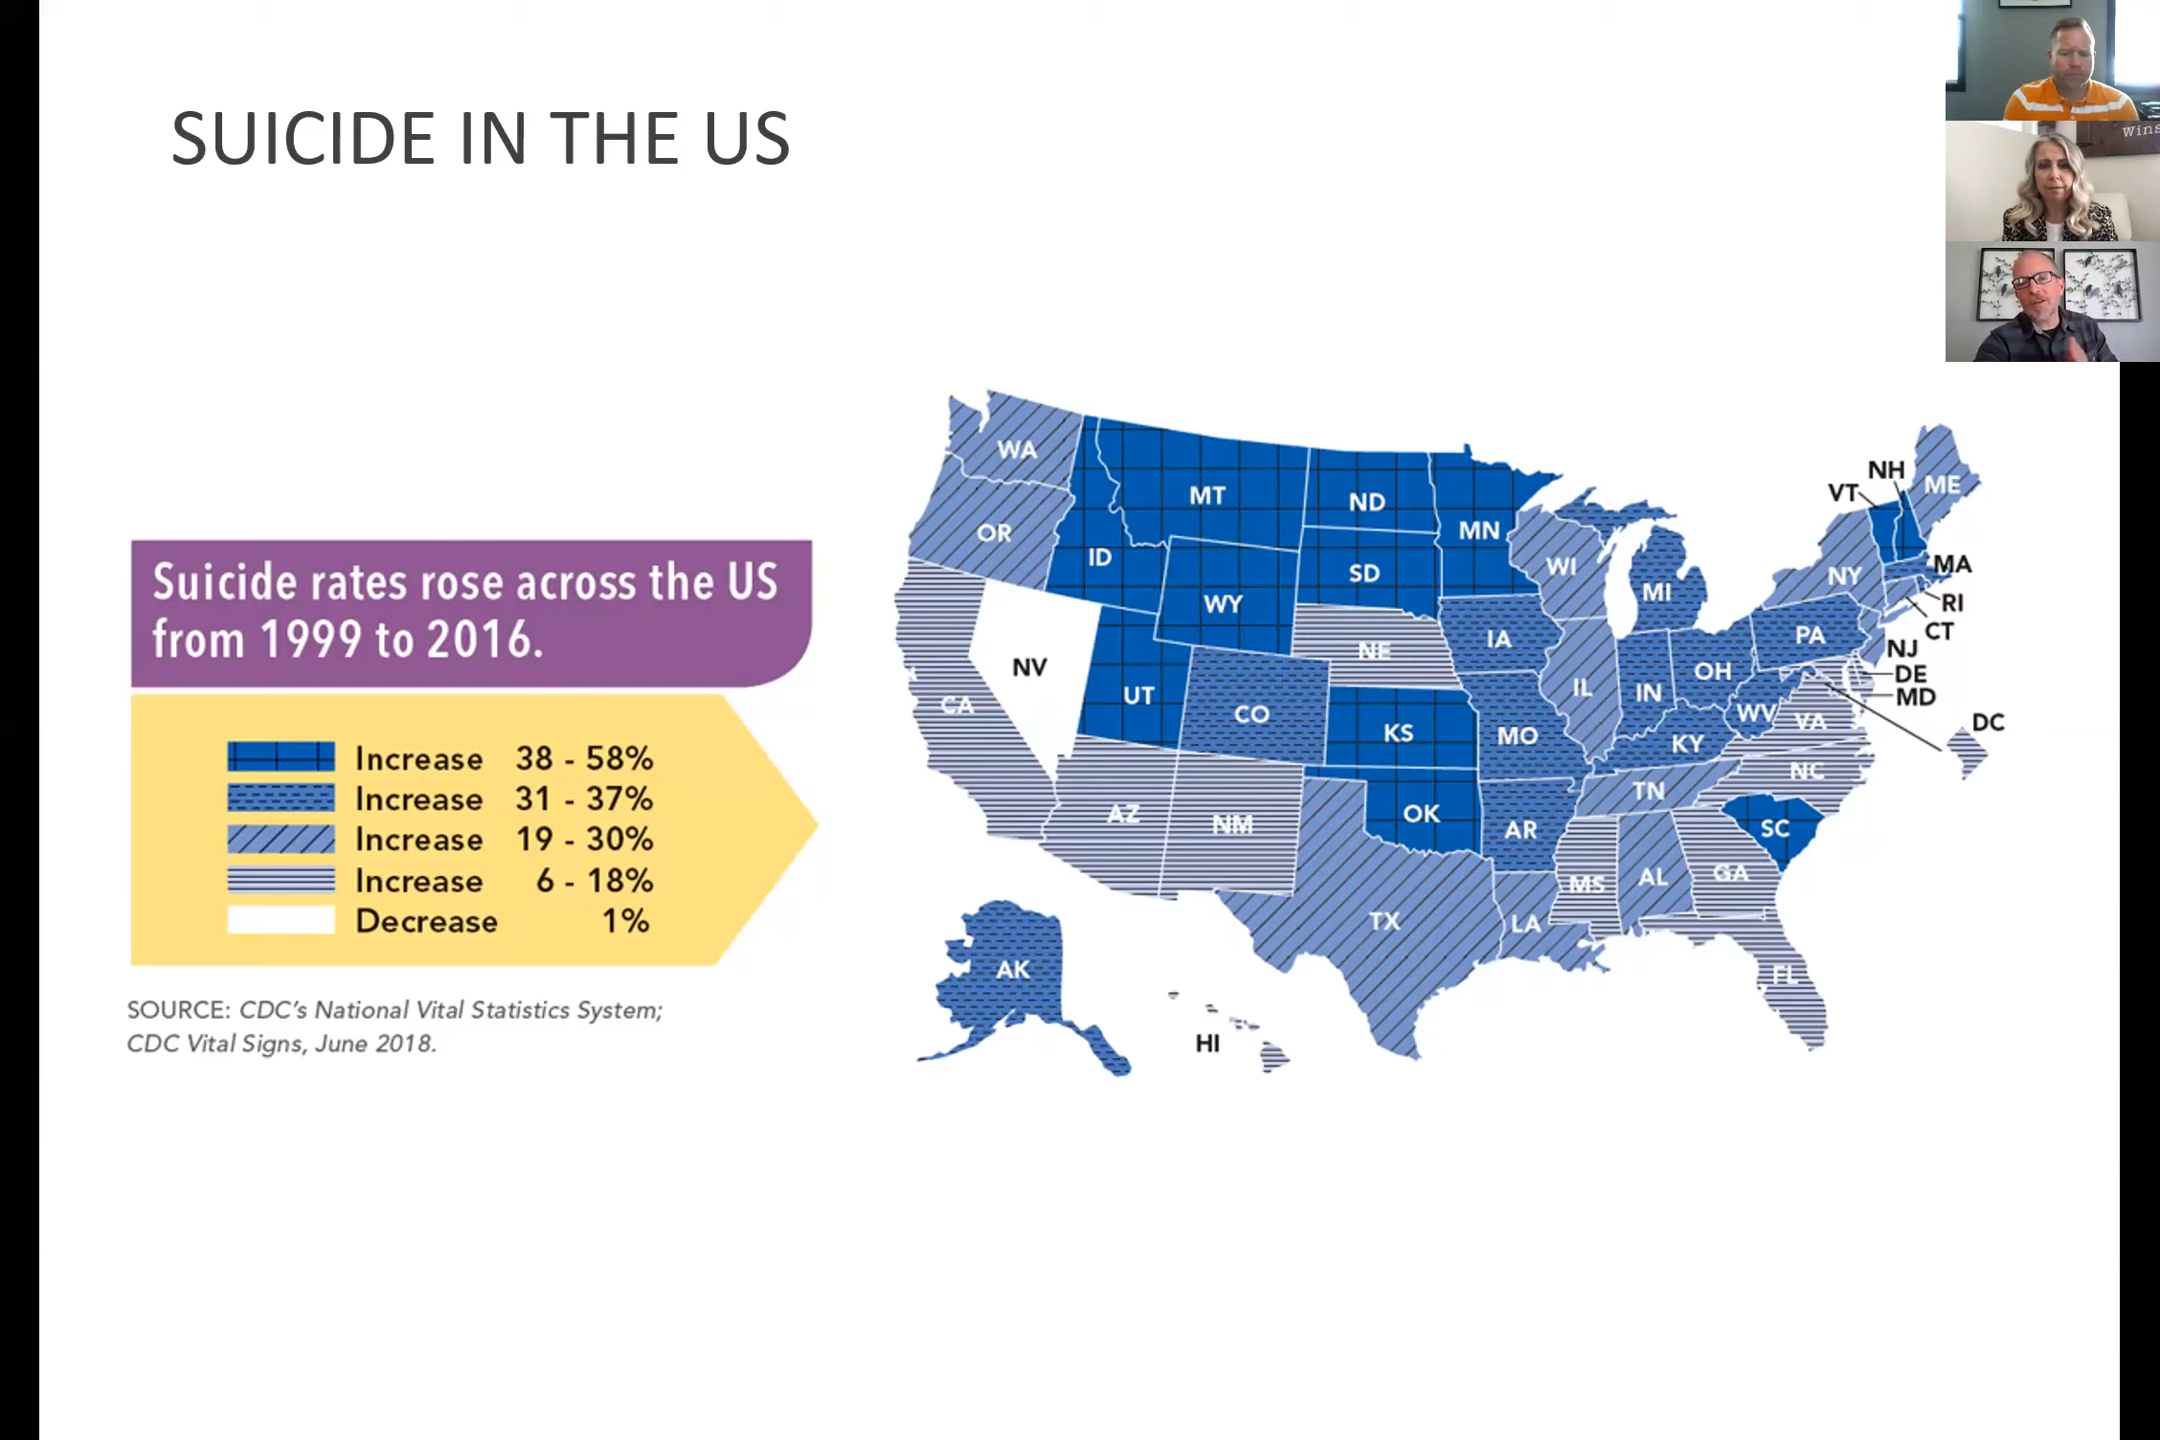 SUICIDE IN THE US
Wins
Suicide rates rose across the US
from 1999 to 2016.
Increase 38 - 58%
Increase 31 - 37%
Increase 19 - 30%
Increase 6 - 18%
Decrease 1%
SOURCE: CDC's National Vital Statistics System;
CDC Vital Signs, June 2018.
WA
MT
ND
MN
OR
ID
SD
WI
MI
NY
VT
NH
ME
MA
RI
CT
NJ
DE
MD
DC
WY
NV
UT
CO
NE
IA
IL
IN
OH
PA
CA
KS
MO
KY
WV
VA
AZ
NM
OK
AR
TN
NC
SC
TX
LA
MS
AL
GA
FL
AK
HI